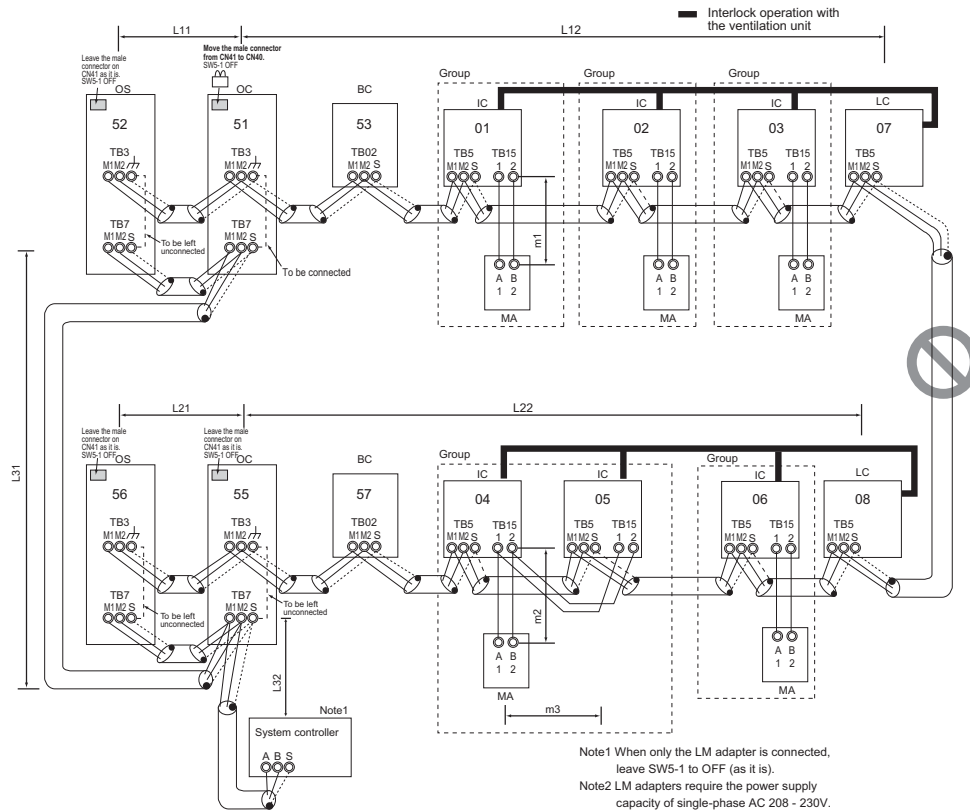 Interlock operation with
the ventilation unit
L11
L12
Leave the male
connector on
CN41 as it is.
SW5-1 OFF
Move the male connector
from CN41 to CN40.
SW5-1 OFF
OS
OC
BC
Group
Group
Group
IC
IC
IC
LC
52
51
53
01
02
03
07
TB3
TB3
TB02
TB5 TB15
TB5 TB15
TB5 TB15
TB5
M1M2
M1M2
M1M2 S
M1M2 S 1 2
M1M2 S 1 2
M1M2 S 1 2
M1M2 S
TB7
TB7
M1M2 S
M1M2 S
To be left
unconnected
To be connected
m1
A B
1 2
A B
1 2
A B
1 2
MA
MA
MA
L31
L21
L22
Leave the male
connector on
CN41 as it is.
SW5-1 OFF
Leave the male
connector on
CN41 as it is.
SW5-1 OFF
OS
OC
BC
Group
Group
IC
IC
IC
LC
56
55
57
04
05
06
08
TB3
TB3
TB02
TB5 TB15
TB5 TB15
TB5 TB15
TB5
M1M2
M1M2
M1M2 S
M1M2 S 1 2
M1M2 S 1 2
M1M2 S 1 2
M1M2 S
TB7
TB7
M1M2 S
M1M2 S
To be left
unconnected
To be left
unconnected
m2
A B
1 2
A B
1 2
MA
MA
m3
L32
Note1
System controller
A B S
Note1 When only the LM adapter is connected,
leave SW5-1 to OFF (as it is).
Note2 LM adapters require the power supply
capacity of single-phase AC 208 - 230V.